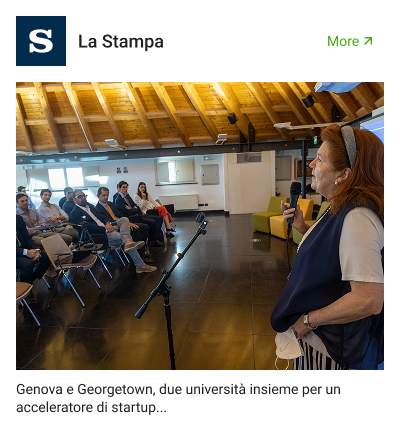 S
La Stampa
More
Genova e Georgetown, due università insieme per un
acceleratore di startup...